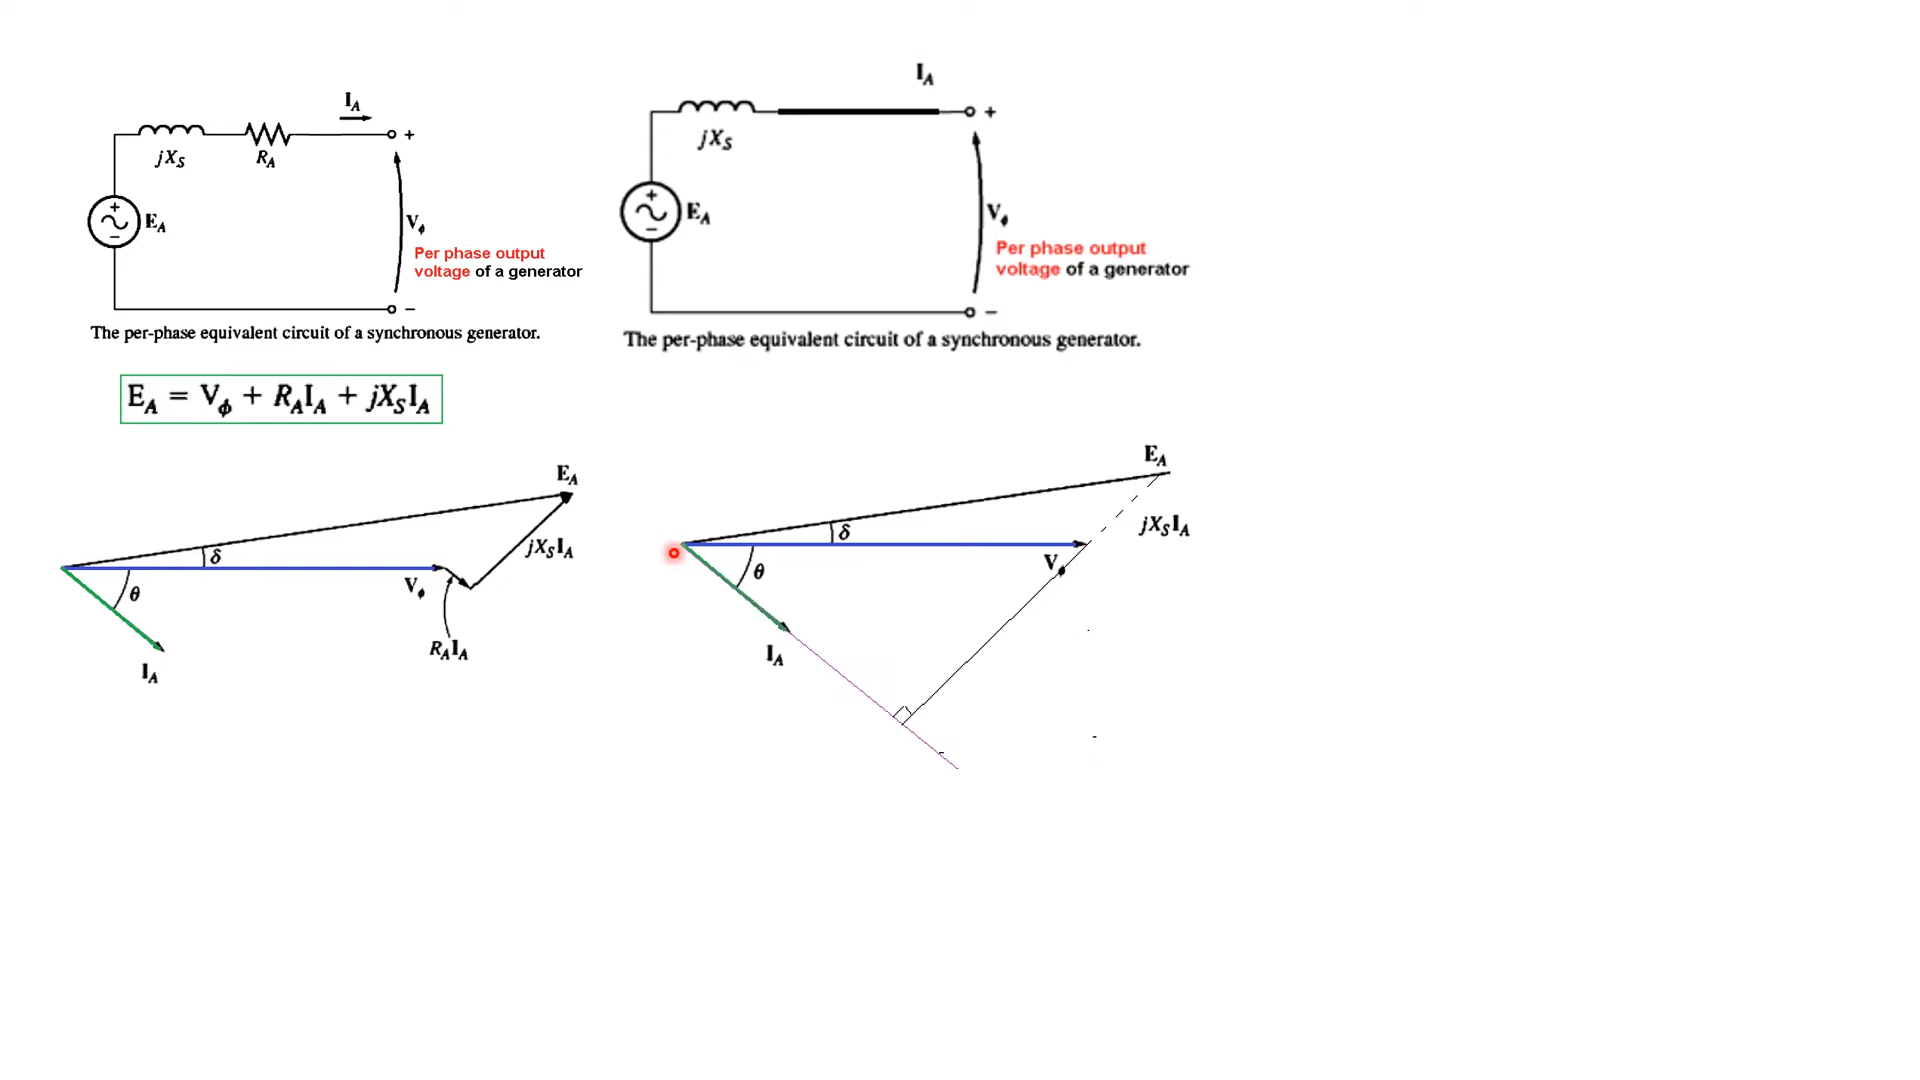 I_A
+
jX_S
R_A
+
~
−
E_A
V_ϕ
Per phase output
voltage of a generator
−
The per-phase equivalent circuit of a synchronous generator.
E_A = V_ϕ + R_A I_A + jX_S I_A
E_A
δ
jX_S I_A
θ
V_ϕ
R_A I_A
I_A
I_A
+
jX_S
+
~
−
E_A
V_ϕ
Per phase output
voltage of a generator
−
The per-phase equivalent circuit of a synchronous generator.
E_A
δ
jX_S I_A
θ
V_ϕ
I_A